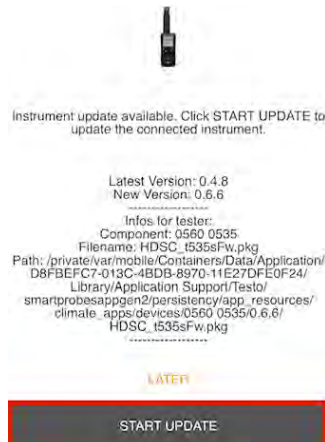 Instrument update available. Click START UPDATE to
update the connected instrument.
Latest Version: 0.4.8
New Version: 0.6.6
-------------------
Infos for tester:
Component: 0560 0535
Filename: HDSC_t535sFw.pkg
Path: /private/var/mobile/Containers/Data/Application/
D8FBEFC7-013C-4BDB-8970-11E27DFE0F24/
Library/Application Support/Testo/
smartprobesappgen2/persistency/app_resources/
climate_apps/devices/0560 0535/0.6.6/
HDSC_t535sFw.pkg
------------------
LATER
START UPDATE